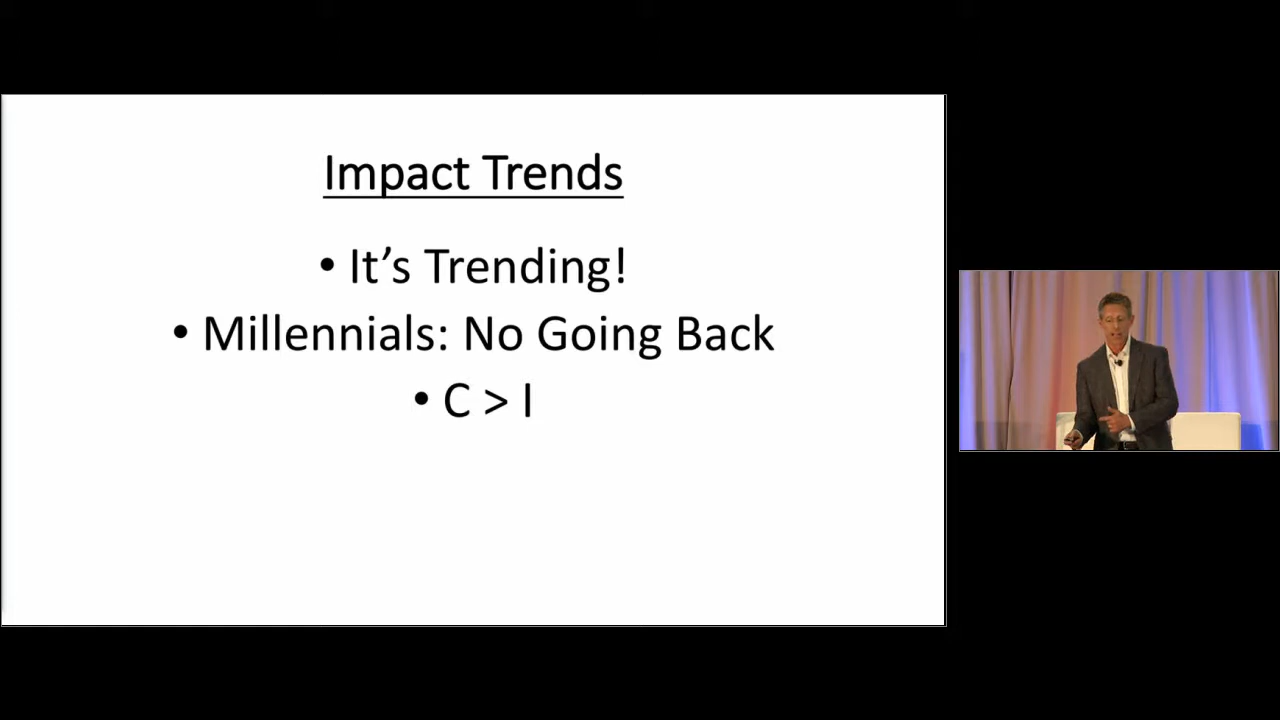 Impact Trends
• It’s Trending!
• Millennials: No Going Back
• C > I